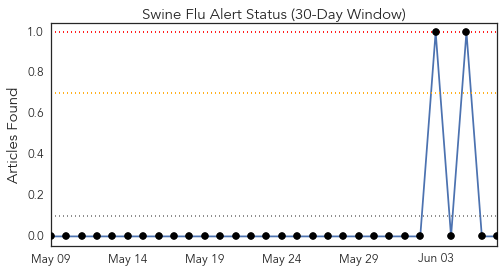 Swine Flu Alert Status (30-Day Window)
Articles Found
1.0
0.8
0.6
0.4
0.2
0.0
May 09 May 14 May 19 May 24 May 29 Jun 03